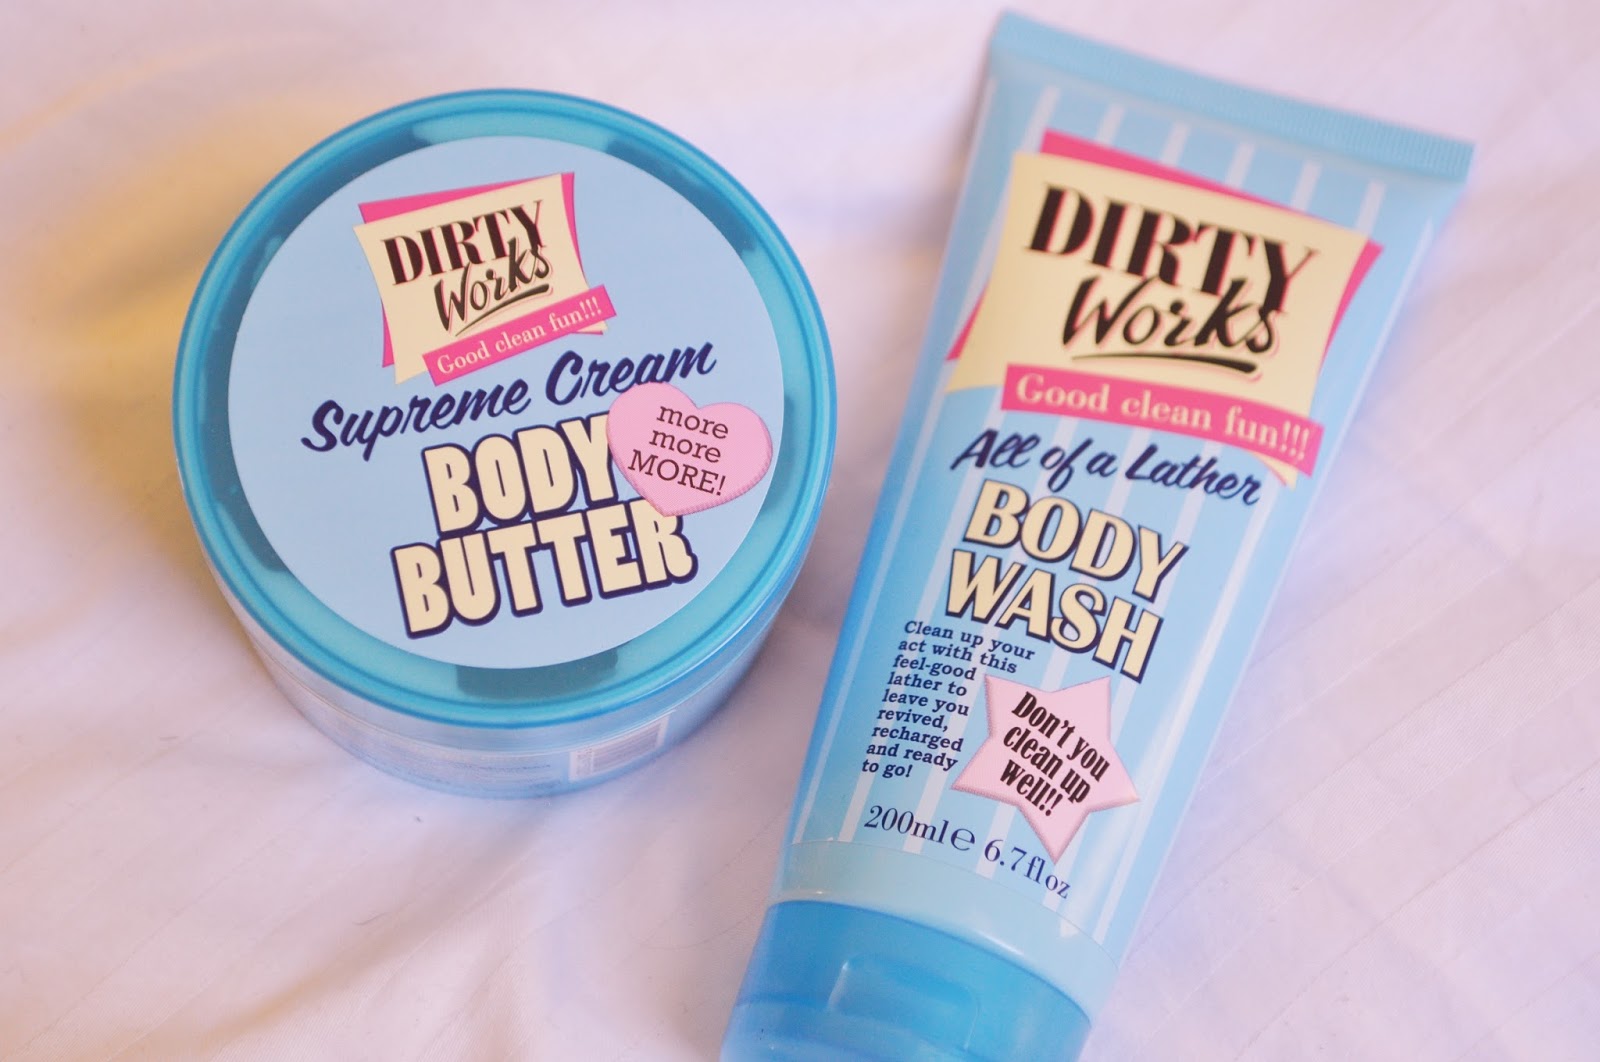 DIRTY
Works
Good clean fun!!!
Supreme Cream
BODY
BUTTER
more
more
MORE!
DIRTY
Works
Good clean fun!!!
All of a Lather
BODY
WASH
Clean up your
act with this
feel-good
lather to
leave you
revived,
recharged
and ready
to go!
Don't you
clean up
well!!
200ml℮ 6.7floz